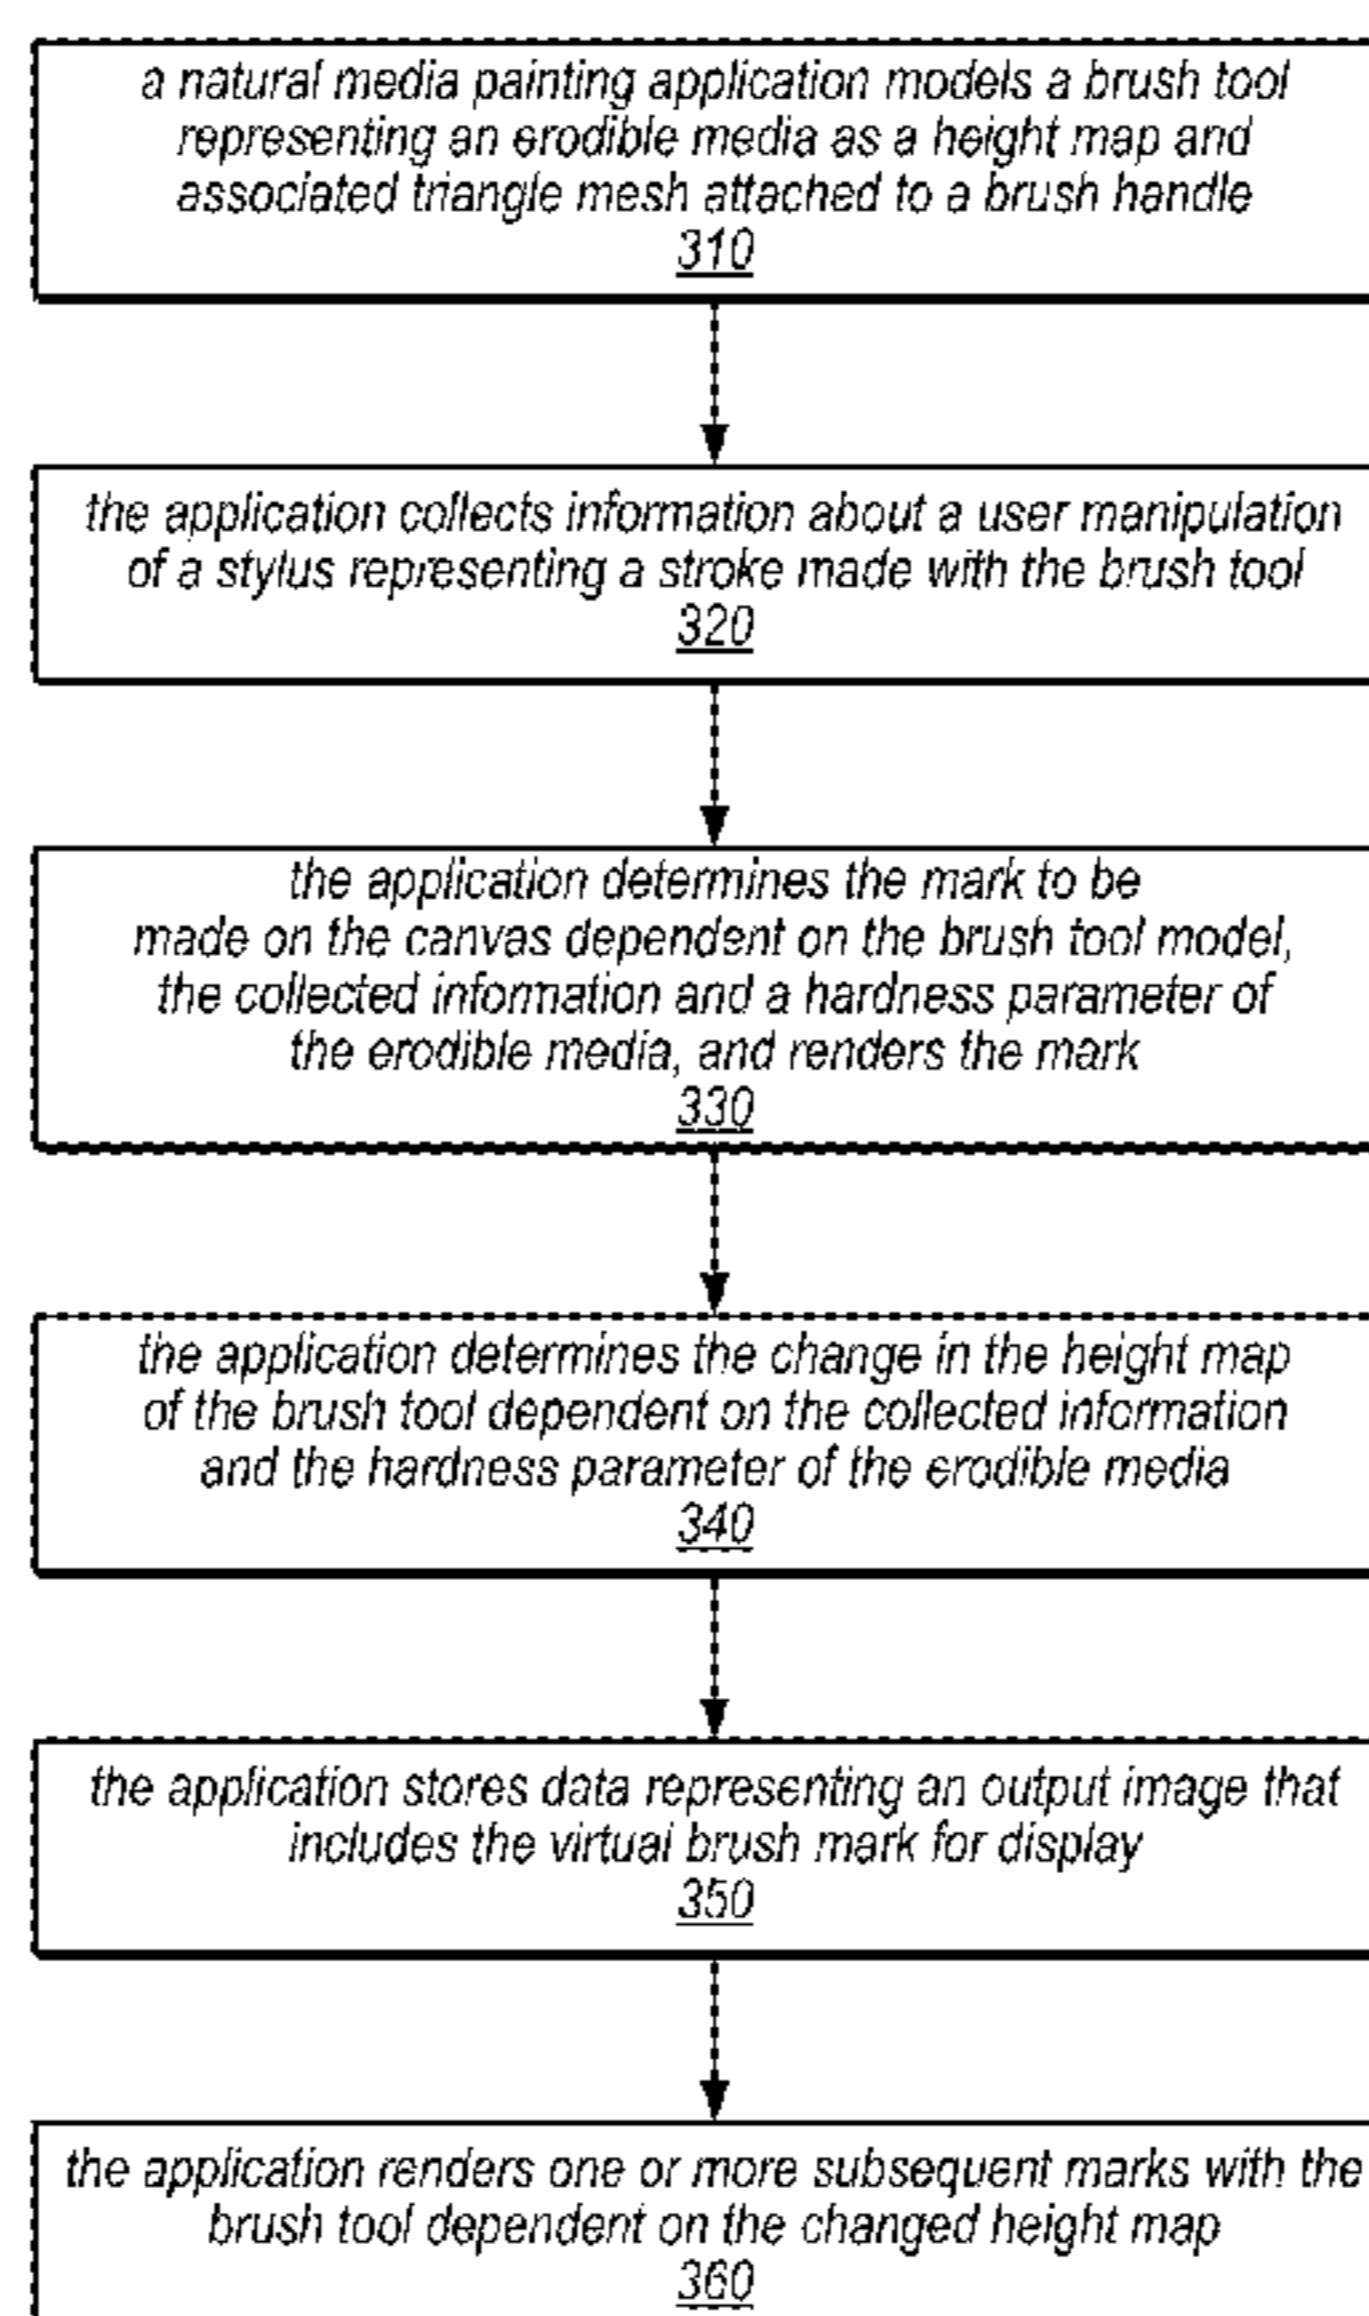 a natural media painting application models a brush tool
representing an erodible media as a height map and
associated triangle mesh attached to a brush handle
310
the application collects information about a user manipulation
of a stylus representing a stroke made with the brush tool
320
the application determines the mark to be
made on the canvas dependent on the brush tool model,
the collected information and a hardness parameter of
the erodible media, and renders the mark
330
the application determines the change in the height map
of the brush tool dependent on the collected information
and the hardness parameter of the erodible media
340
the application stores data representing an output image that
includes the virtual brush mark for display
350
the application renders one or more subsequent marks with the
brush tool dependent on the changed height map
360